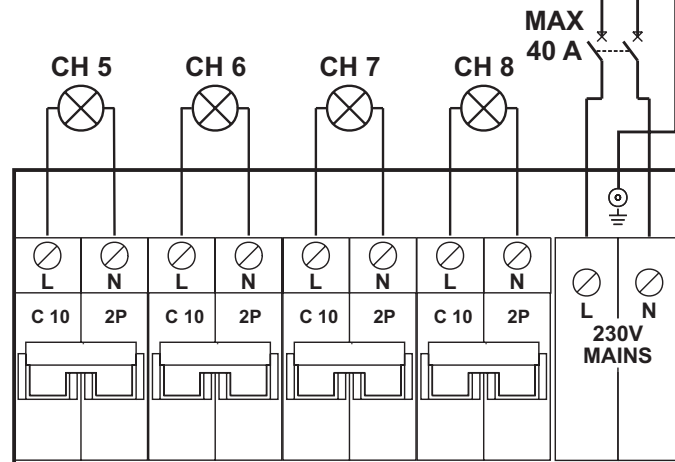 MAX
40 A
CH 5 CH 6 CH 7 CH 8
L N L N L N L N
C 10 2P C 10 2P C 10 2P C 10 2P
L N
230V
MAINS